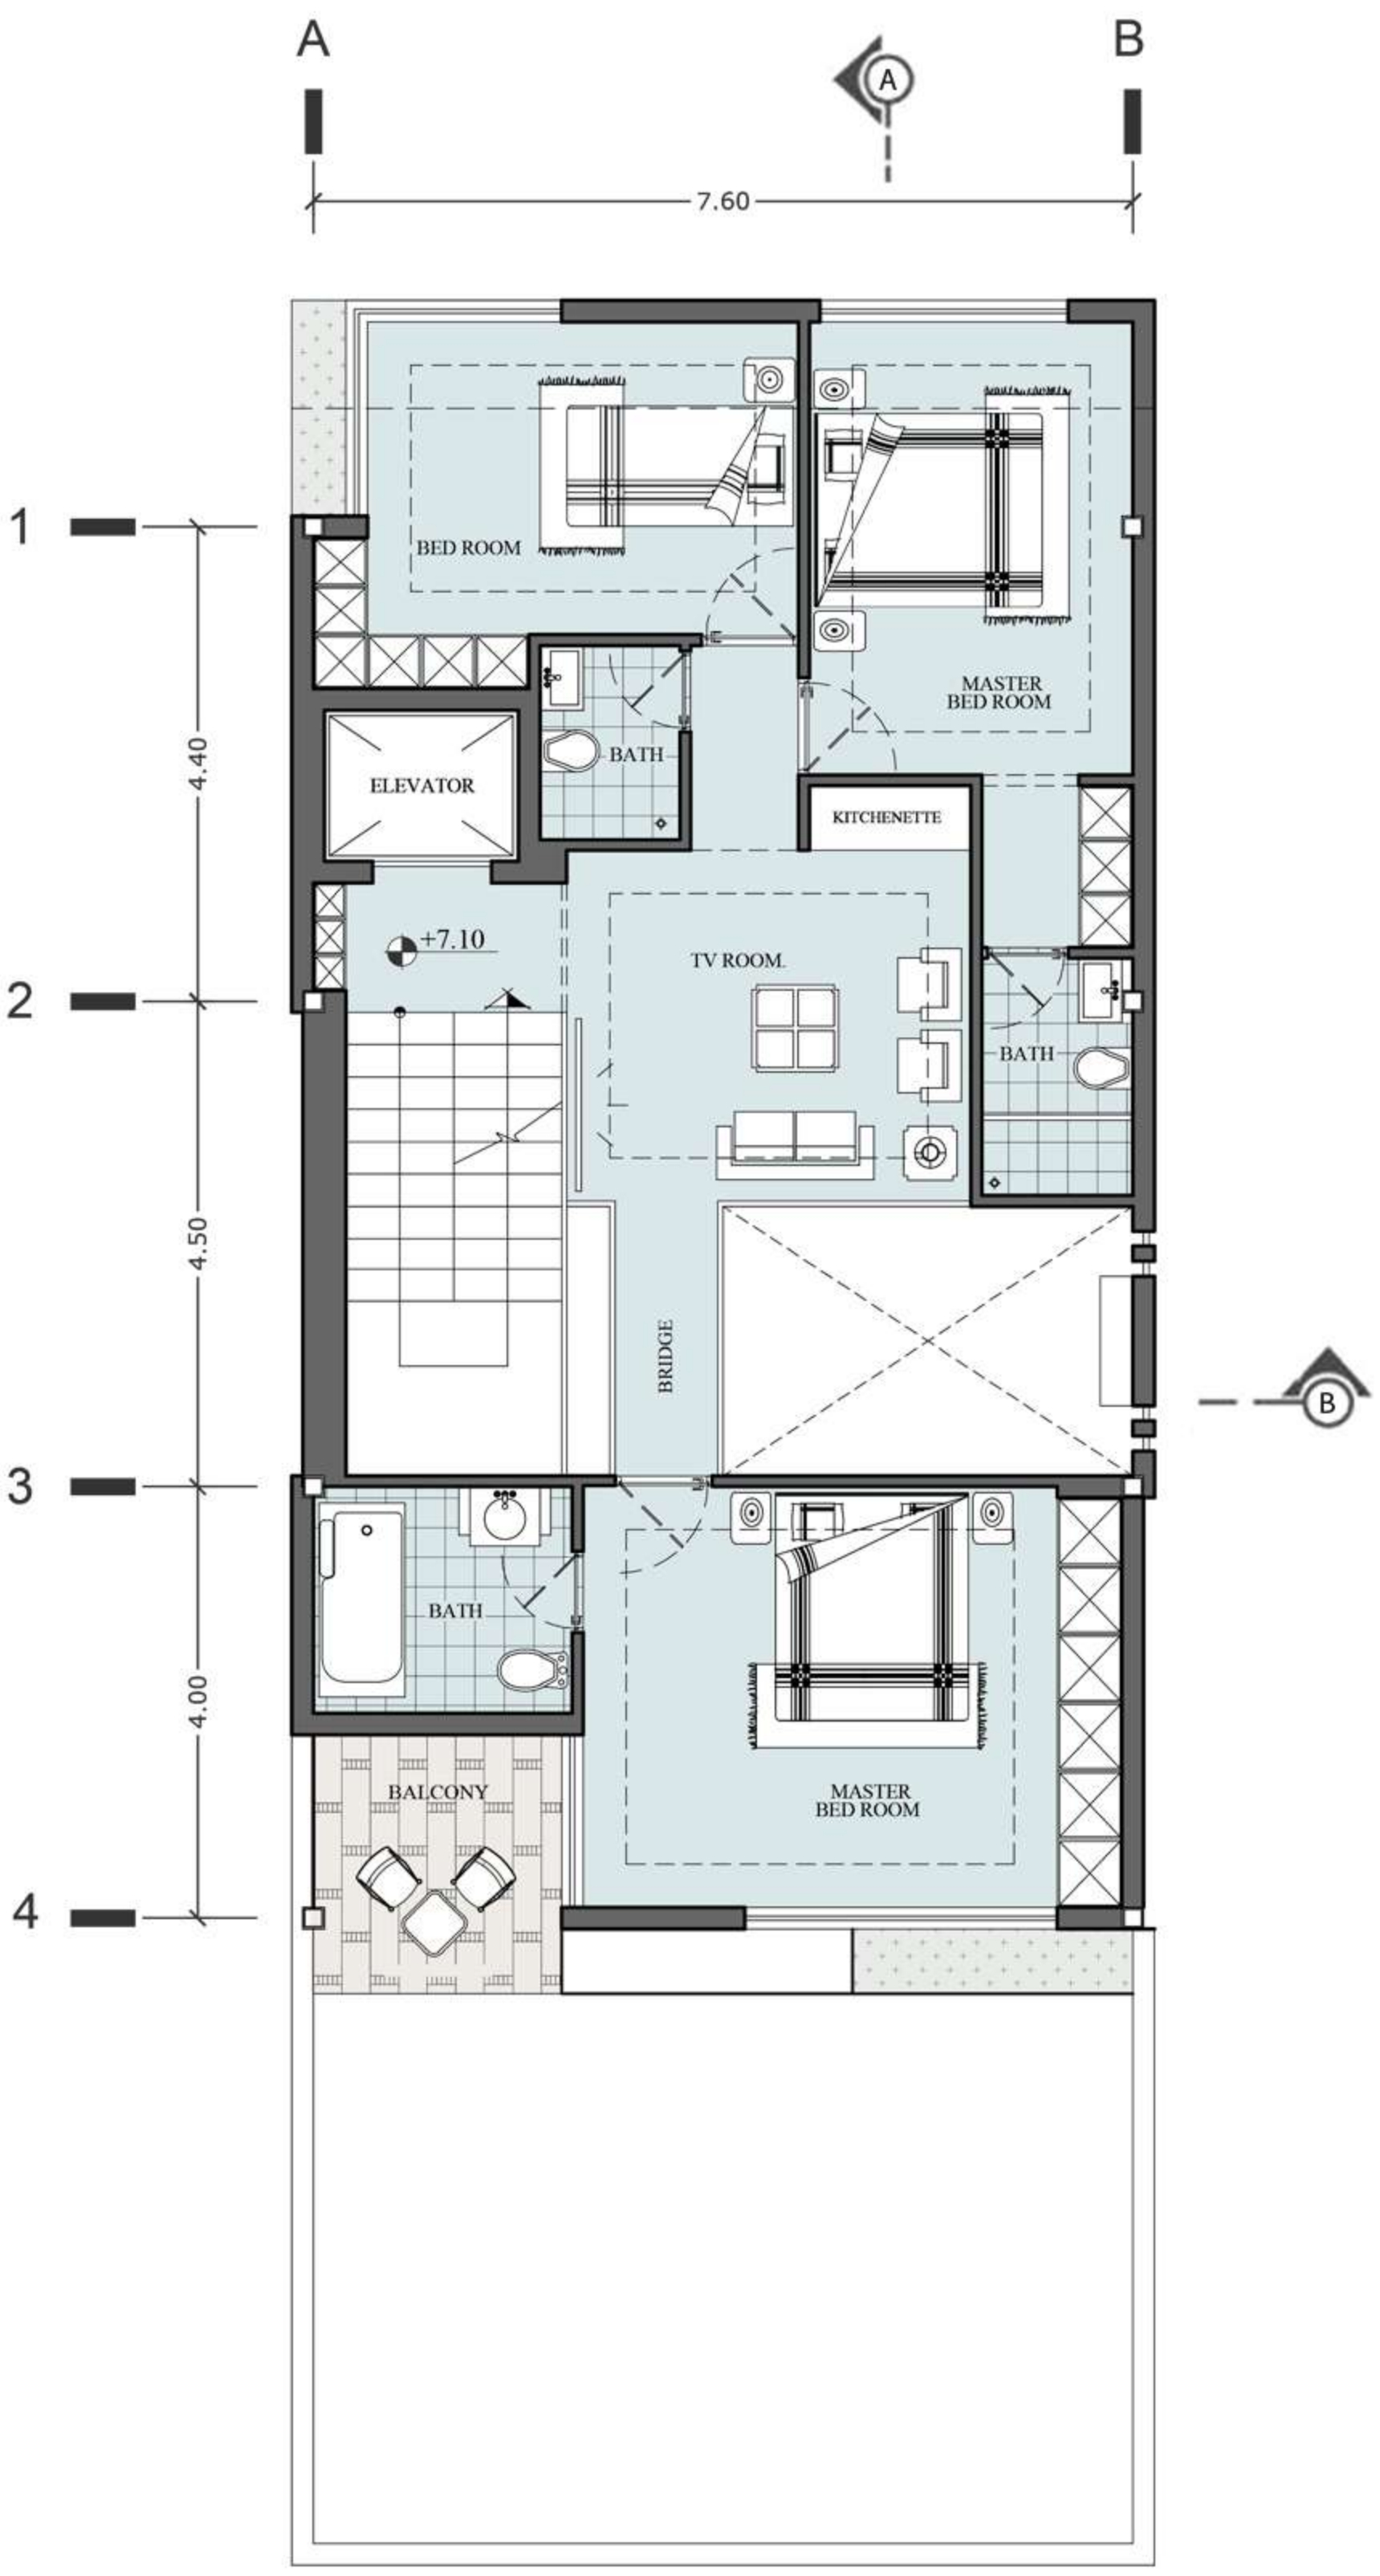 A
B
A
7.60
1
BED ROOM
MASTER
BED ROOM
BATH
4.40
ELEVATOR
KITCHENETTE
+7.10
TV ROOM.
2
BATH
4.50
BRIDGE
B
3
BATH
4.00
BALCONY
MASTER
BED ROOM
4